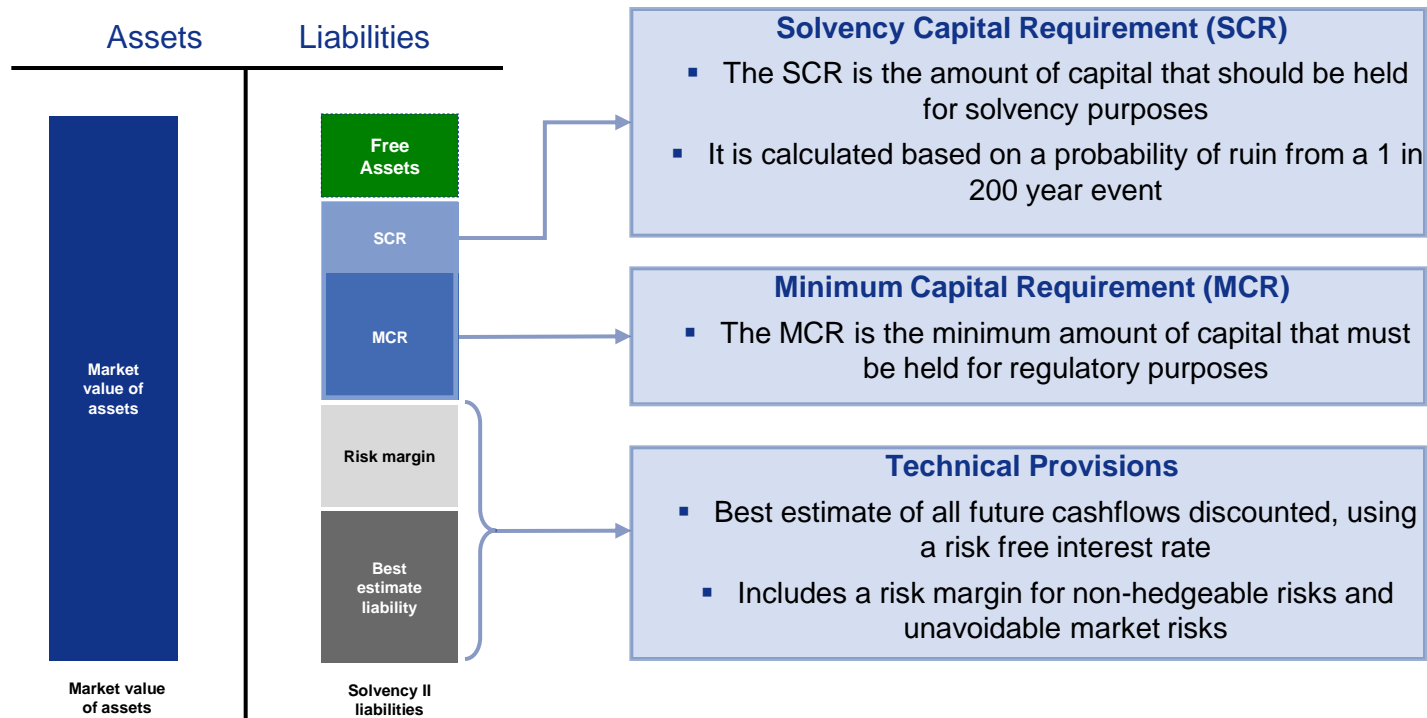 Assets
Liabilities
Market
value of
assets
Market value
of assets
Free
Assets
SCR
MCR
Risk margin
Best
estimate
liability
Solvency II
liabilities
Solvency Capital Requirement (SCR)
▪ The SCR is the amount of capital that should be held
for solvency purposes
▪ It is calculated based on a probability of ruin from a 1 in
200 year event
Minimum Capital Requirement (MCR)
▪ The MCR is the minimum amount of capital that must
be held for regulatory purposes
Technical Provisions
▪ Best estimate of all future cashflows discounted, using
a risk free interest rate
▪ Includes a risk margin for non-hedgeable risks and
unavoidable market risks